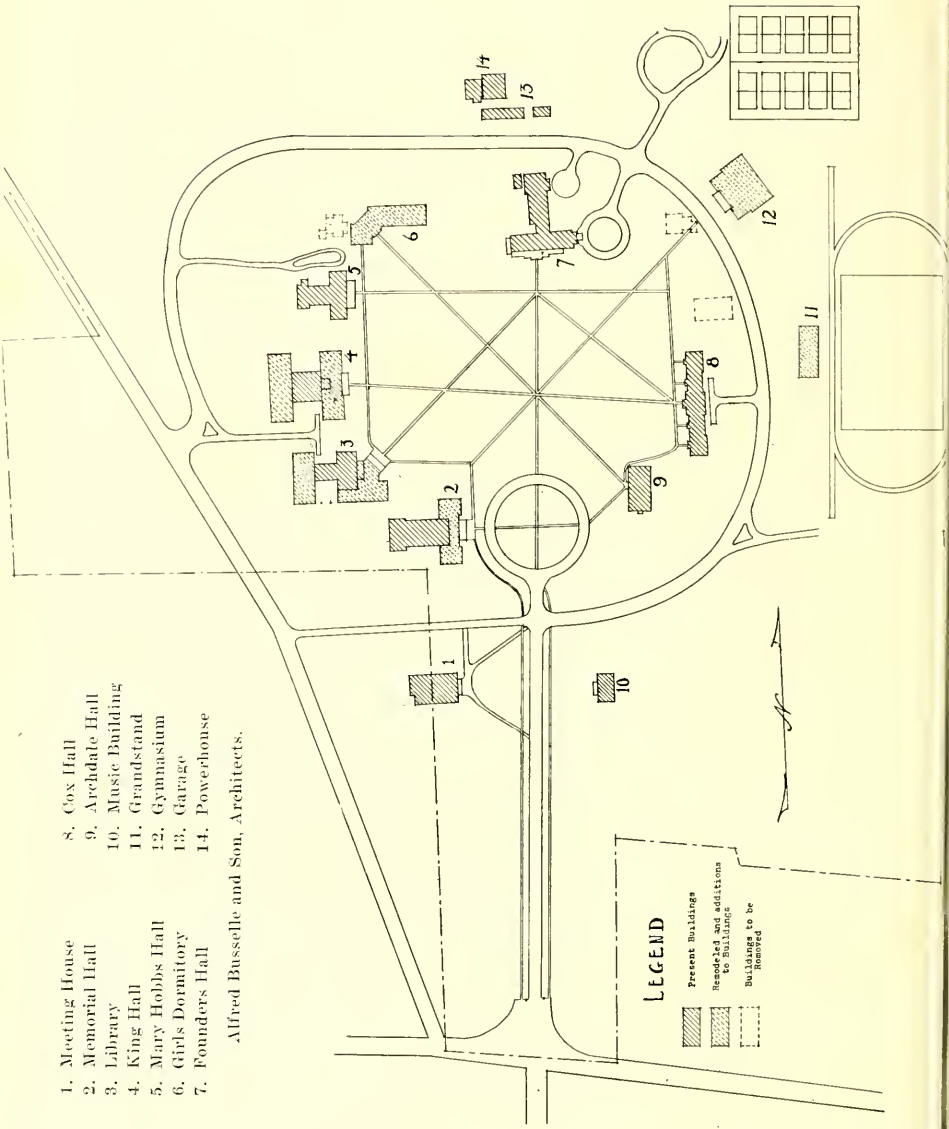 1. Meeting House
2. Memorial Hall
3. Library
4. King Hall
5. Mary Hobbs Hall
6. Girls Dormitory
7. Founders Hall
8. Cox Hall
9. Archdale Hall
10. Music Building
11. Grandstand
12. Gymnasium
13. Garage
14. Powerhouse
Alfred Busselle and Son, Architects.
LEGEND
Present Buildings
Remodeled and additions
to Buildings
Buildings to be
Removed
N
1
2
3
4
5
6
7
8
9
10
11
12
13
14